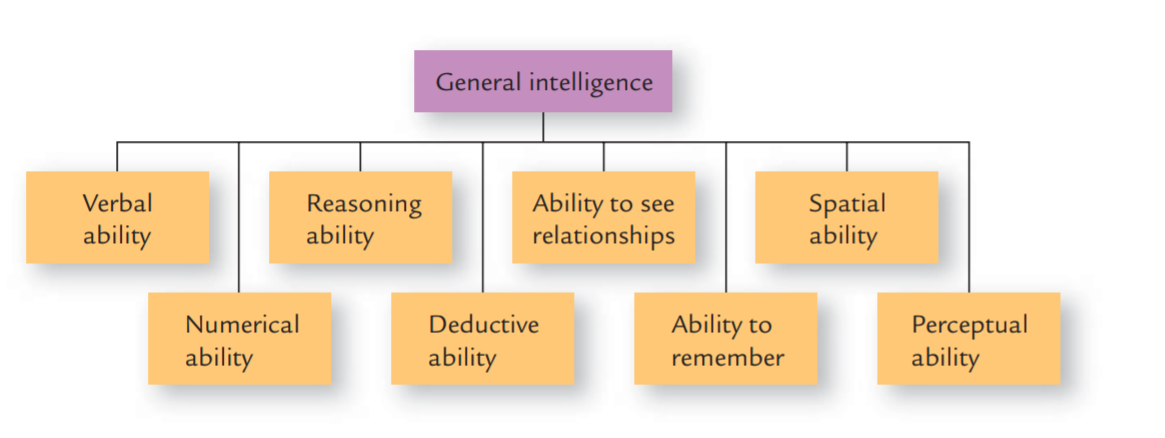 General intelligence
Verbal
ability
Reasoning
ability
Ability to see
relationships
Spatial
ability
Numerical
ability
Deductive
ability
Ability to
remember
Perceptual
ability